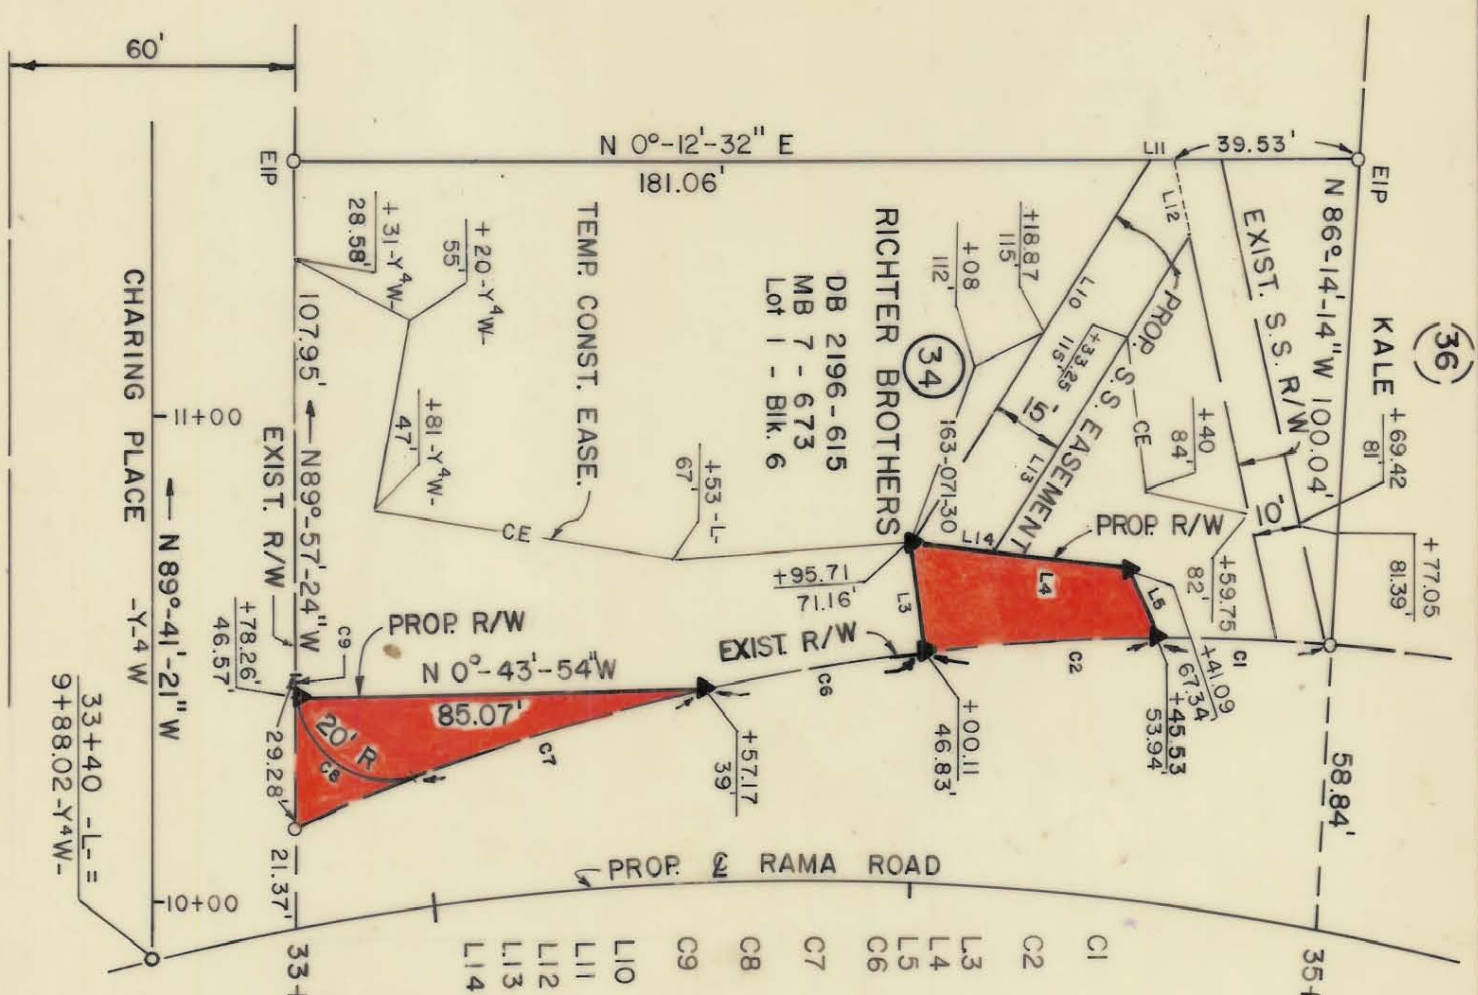 60'
EIP
N 0°-12'-32" E
181.06'
L11
39.53'
EIP
N 86°-14'-14" W 100.04'
KALE
36
L12
EXIST. S.S. R/W
+31-Y4W-
28.58'
+20-Y4W-
55'
TEMP. CONST. EASE.
DB 2196-615
MB 7 - 673
Lot 1 - Blk. 6
RICHTER BROTHERS
34
163-071-30
+08
112'
+18.87
115'
L10
PROP. S.S. EASEMENT
+33.25
115'
15'
L13
CE
+40
84'
+69.42
81'
10'
+77.05
81.39'
+59.75
82'
CHARING PLACE -Y-4 W
N 89°-41'-21" W
11+00
107.95'
N89°-57'-24" W
EXIST. R/W
+81-Y4W-
47'
CE
+53 -L-
67'
+95.71
71.16'
L14
PROP. R/W
L4
L3
L5
C2
C1
+41.09
67.34
+45.53
53.94'
58.84'
EXIST. R/W
C6
+00.11
46.83'
+78.26'
46.57'
C9
PROP. R/W
N 0°-43'-54"W
85.07'
20' R
C8
C7
29.28'
+57.17
39'
21.37'
33+40 -L- =
9+88.02-Y4W-
10+00
PROP. ℄ RAMA ROAD
33+
35+
C1
C2
L3
L4
L5
C6
C7
C8
C9
L10
L11
L12
L13
L14